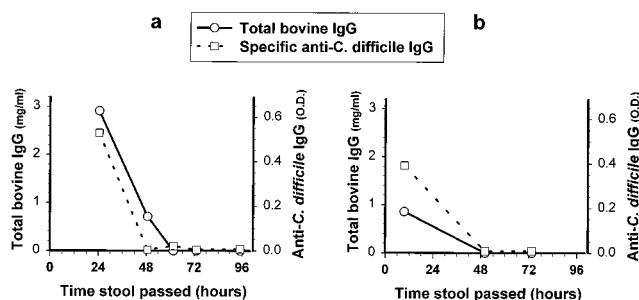 a
b
Total bovine IgG
Specific anti-C. difficile IgG
Total bovine IgG (mg/ml)
3
2
1
0
Anti-C. difficile IgG (O.D.)
0.6
0.4
0.2
0.0
0 24 48 72 96
Time stool passed (hours)
Total bovine IgG (mg/ml)
3
2
1
0
Anti-C. difficile IgG (O.D.)
0.6
0.4
0.2
0.0
0 24 48 72 96
Time stool passed (hours)